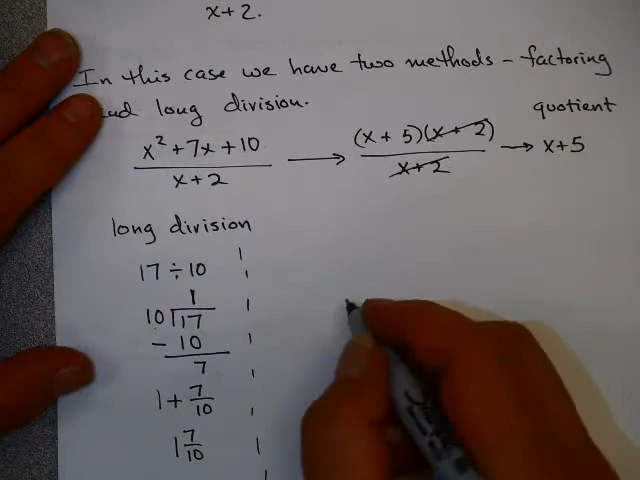 x + 2.
In this case we have two methods - factoring
and long division.
quotient
x² + 7x + 10 / x + 2 → (x + 5)(x + 2) / x + 2 → x + 5
long division
17 ÷ 10
1
10 17
- 10
7
1 + 7/10
1 7/10